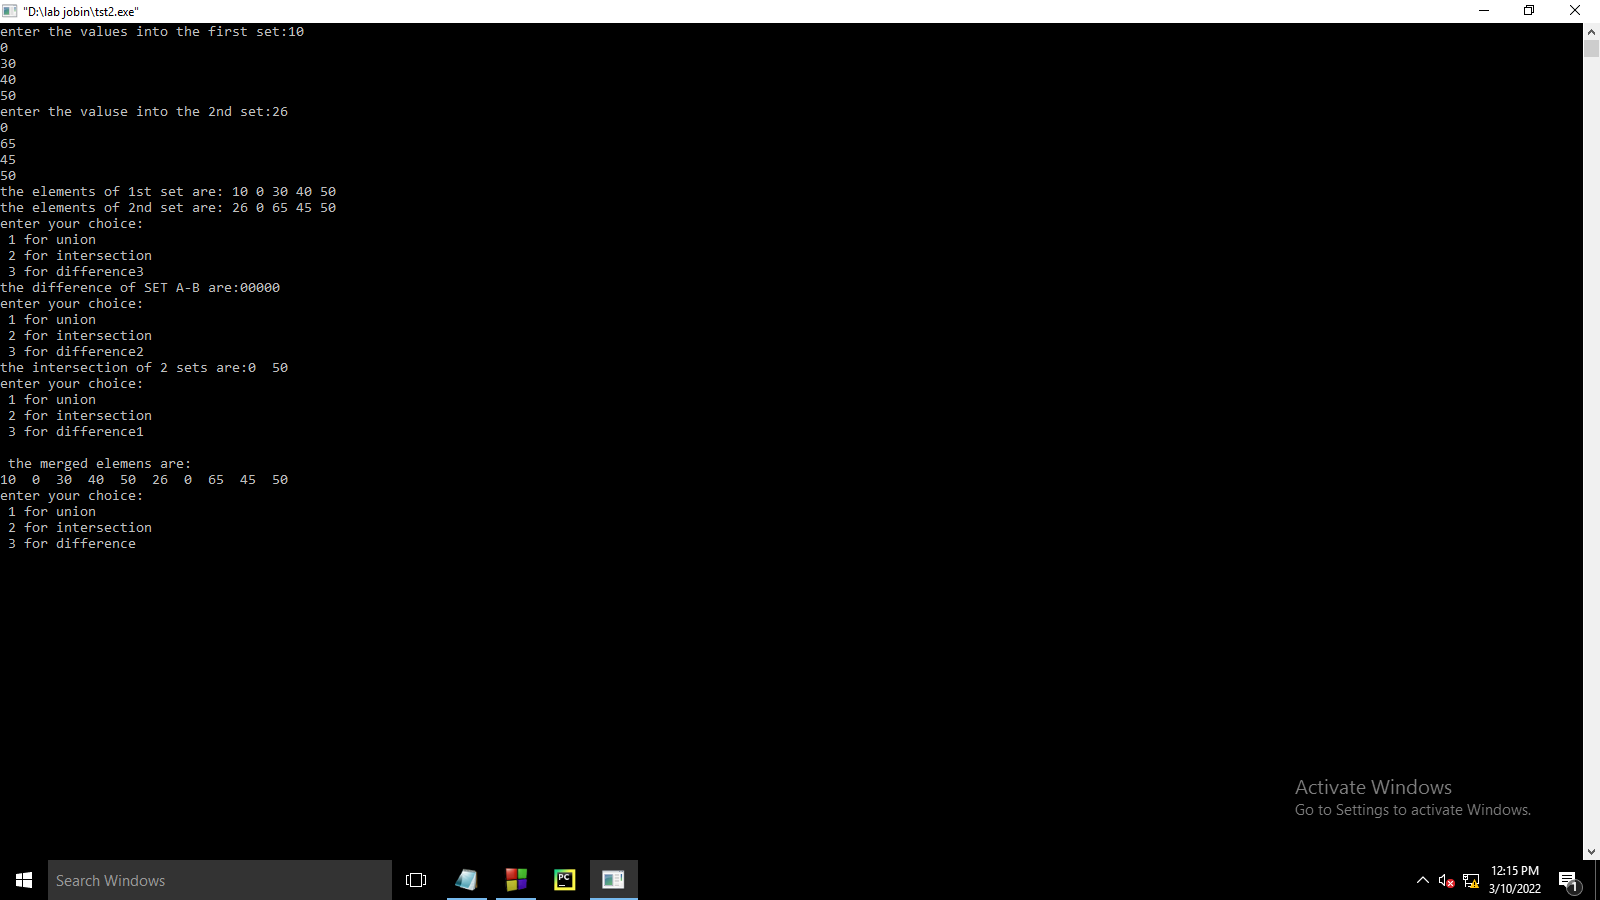 "D:\lab jobin\tst2.exe"
enter the values into the first set:10
0
30
40
50
enter the valuse into the 2nd set:26
0
65
45
50
the elements of 1st set are: 10 0 30 40 50
the elements of 2nd set are: 26 0 65 45 50
enter your choice:
 1 for union
 2 for intersection
 3 for difference3
the difference of SET A-B are:00000
enter your choice:
 1 for union
 2 for intersection
 3 for difference2
the intersection of 2 sets are:0  50
enter your choice:
 1 for union
 2 for intersection
 3 for difference1

 the merged elemens are:
10  0  30  40  50  26  0  65  45  50
enter your choice:
 1 for union
 2 for intersection
 3 for difference
Activate Windows
Go to Settings to activate Windows.
Search Windows
PC
12:15 PM
3/10/2022
1